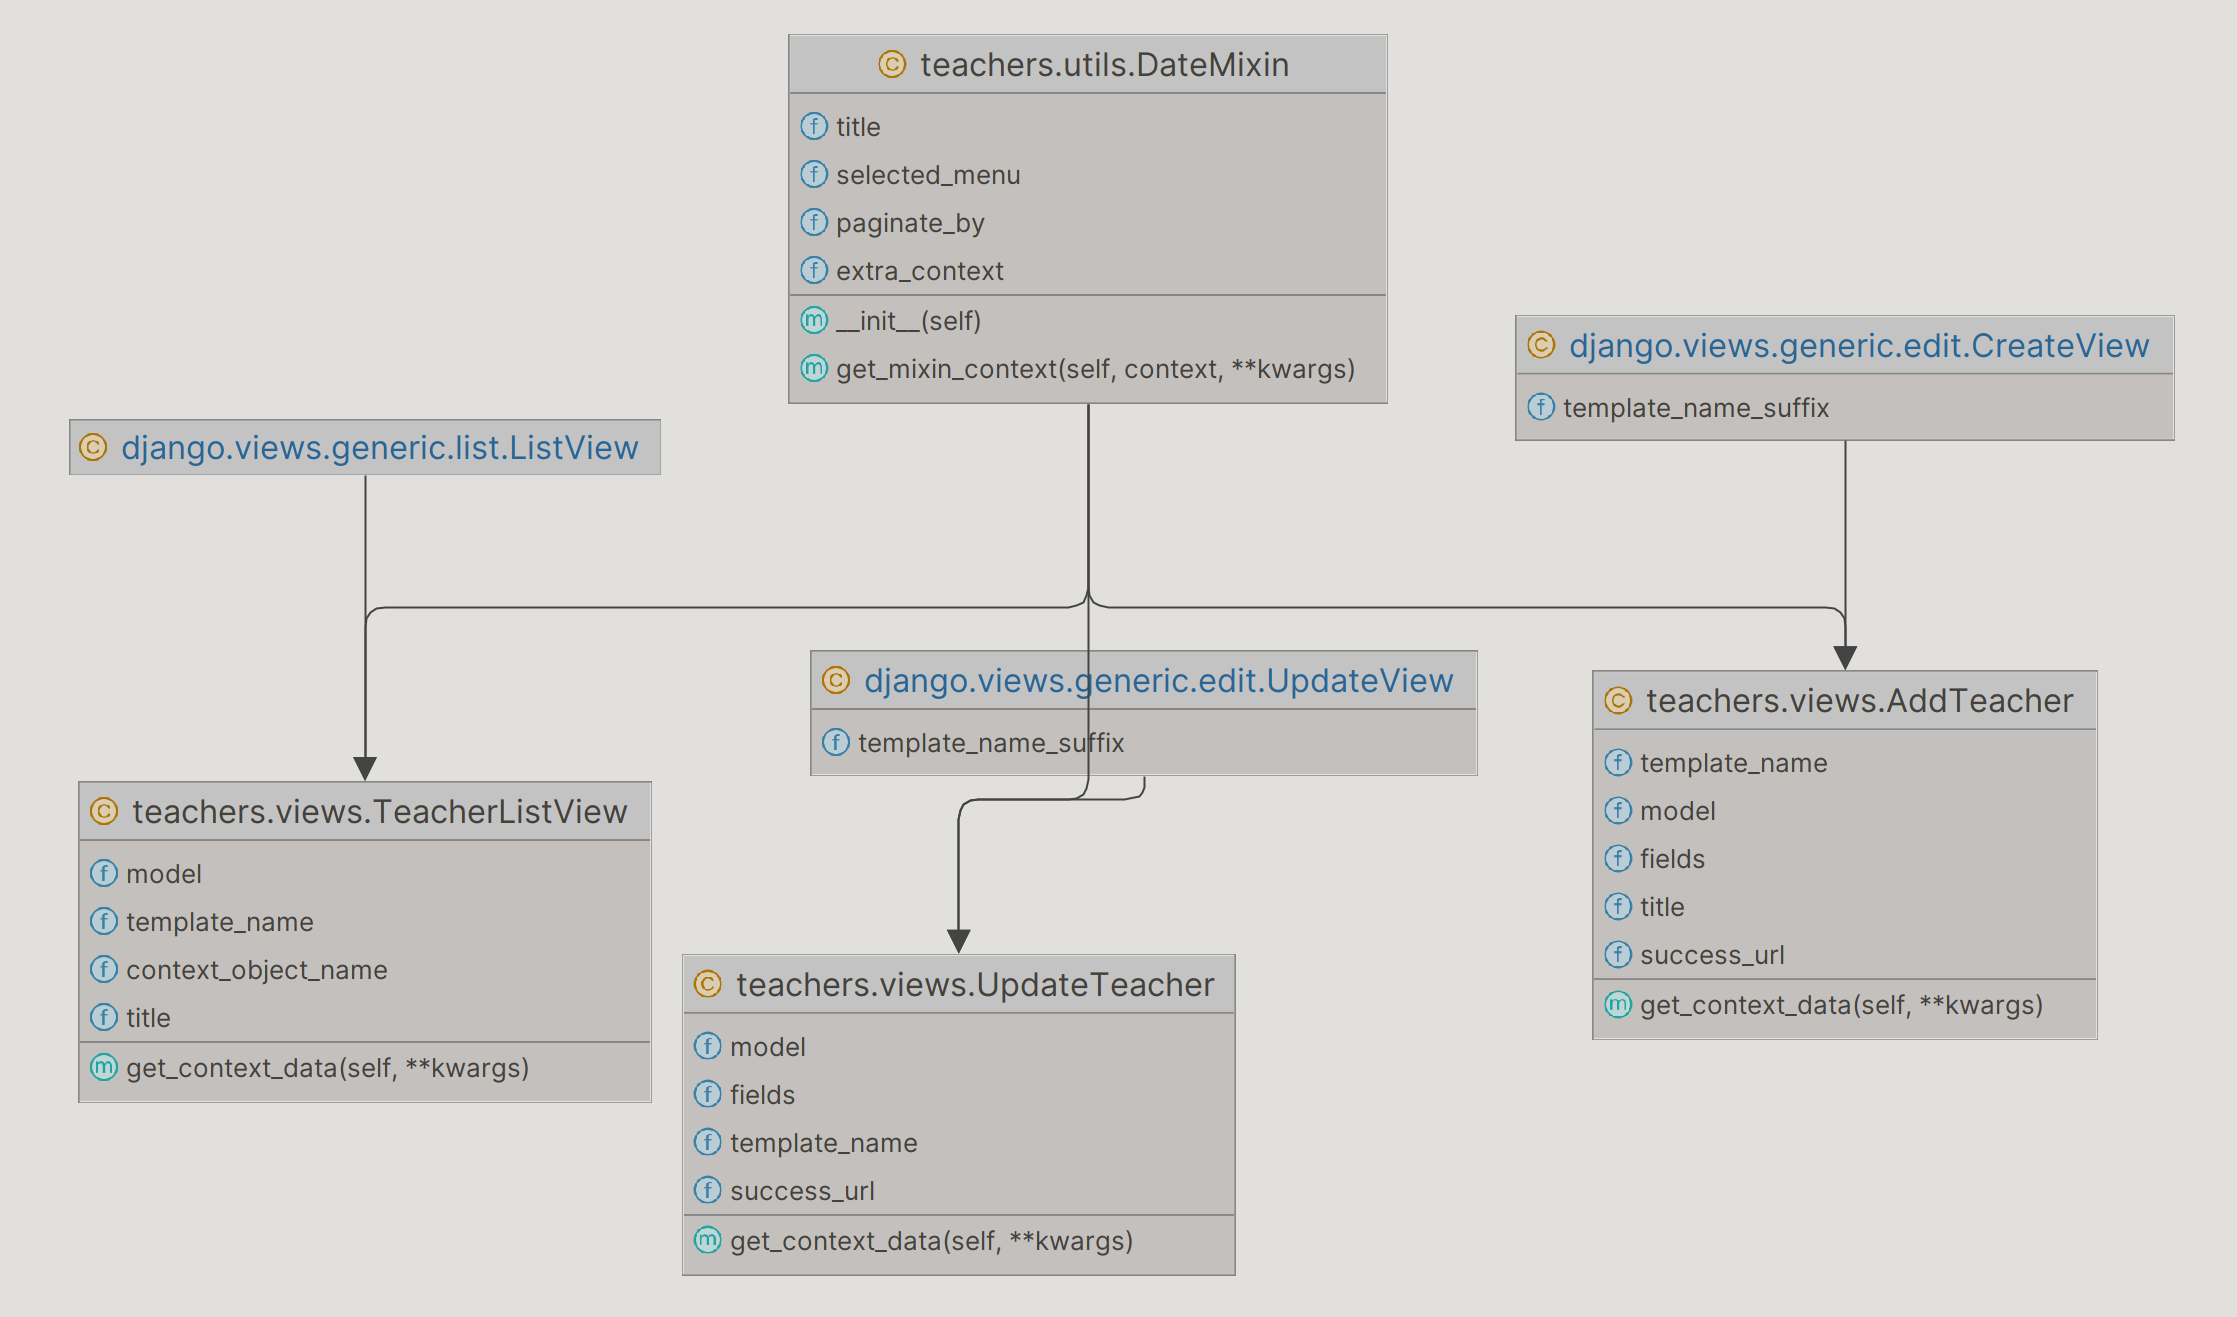 teachers.utils.DateMixin
title
selected_menu
paginate_by
extra_context
__init__(self)
get_mixin_context(self, context, **kwargs)
django.views.generic.edit.CreateView
template_name_suffix
django.views.generic.list.ListView
django.views.generic.edit.UpdateView
template_name_suffix
teachers.views.AddTeacher
template_name
model
fields
title
success_url
get_context_data(self, **kwargs)
teachers.views.TeacherListView
model
template_name
context_object_name
title
get_context_data(self, **kwargs)
teachers.views.UpdateTeacher
model
fields
template_name
success_url
get_context_data(self, **kwargs)